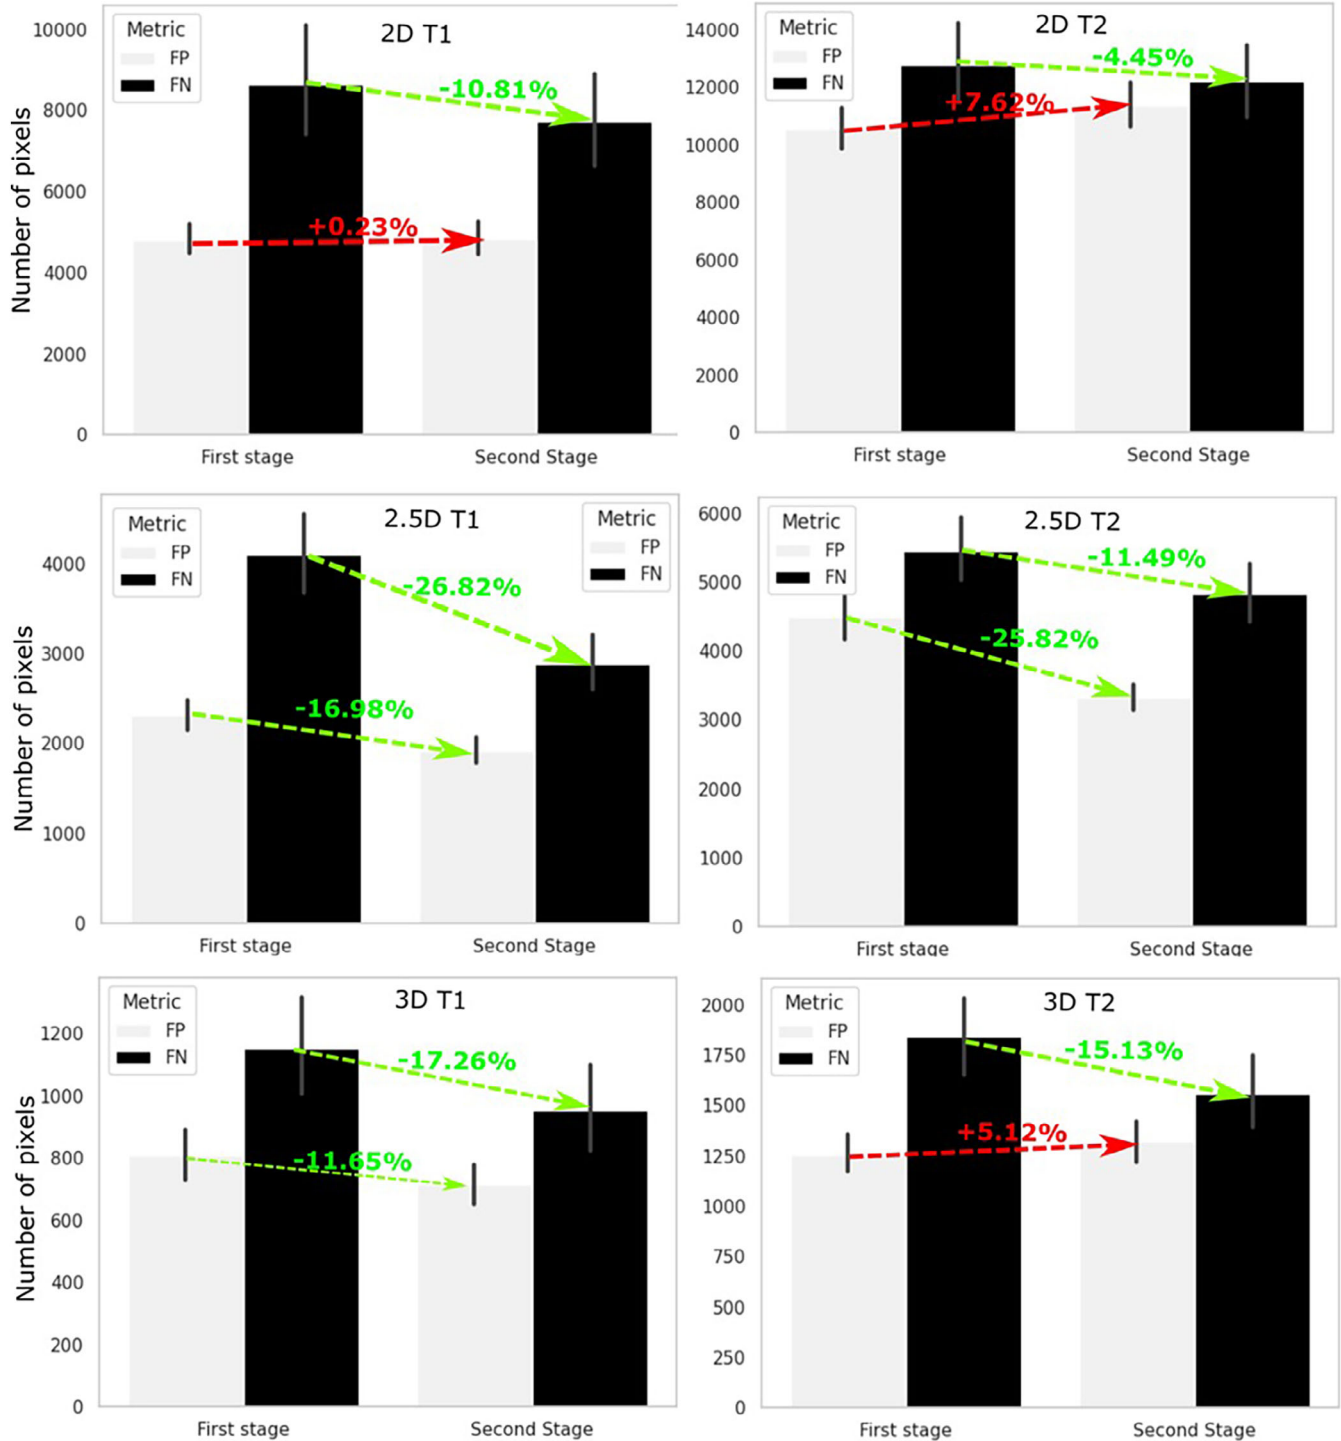 2D T1
Number of pixels
10000
8000
6000
4000
2000
0
Metric
FP
FN
-10.81%
+0.23%
First stage
Second Stage
2D T2
14000
12000
10000
8000
6000
4000
2000
0
Metric
FP
FN
-4.45%
+7.62%
First stage
Second Stage
2.5D T1
Number of pixels
4000
3000
2000
1000
0
Metric
FP
FN
Metric
FP
FN
-26.82%
-16.98%
First stage
Second Stage
2.5D T2
6000
5000
4000
3000
2000
1000
0
Metric
FP
FN
-11.49%
-25.82%
First stage
Second Stage
3D T1
Number of pixels
1200
1000
800
600
400
200
0
Metric
FP
FN
-17.26%
-11.65%
First stage
Second Stage
3D T2
2000
1750
1500
1250
1000
750
500
250
0
Metric
FP
FN
-15.13%
+5.12%
First stage
Second Stage